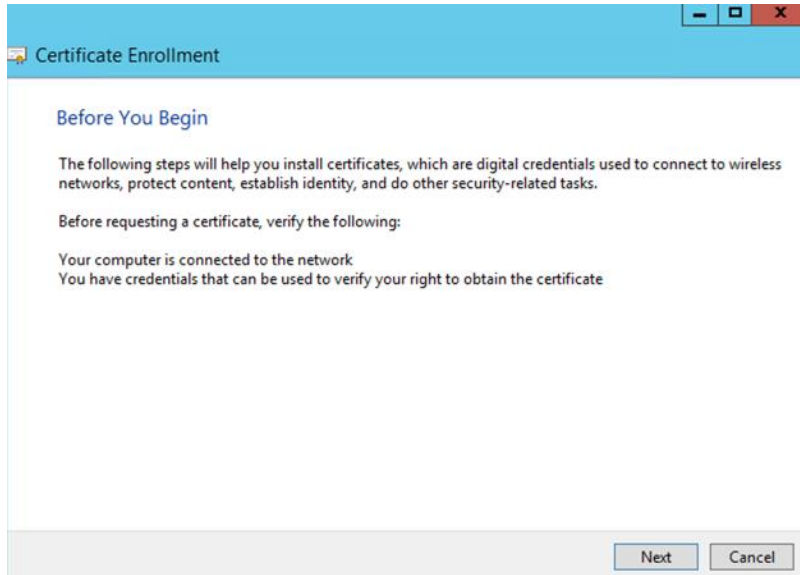 Certificate Enrollment
Before You Begin
The following steps will help you install certificates, which are digital credentials used to connect to wireless
networks, protect content, establish identity, and do other security-related tasks.
Before requesting a certificate, verify the following:
Your computer is connected to the network
You have credentials that can be used to verify your right to obtain the certificate
Next Cancel